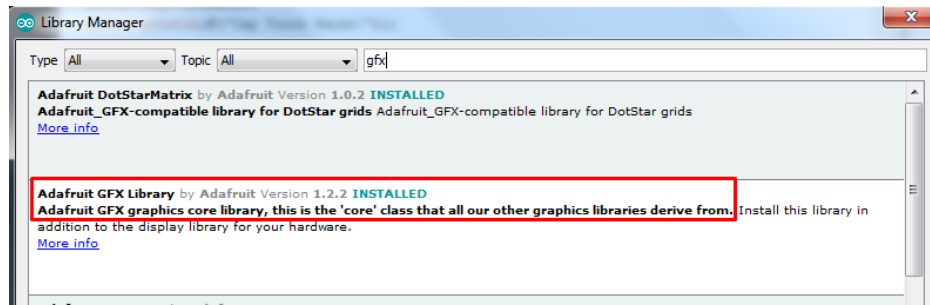 Library Manager
Type All Topic All gfx
Adafruit DotStarMatrix by Adafruit Version 1.0.2 INSTALLED
Adafruit_GFX-compatible library for DotStar grids Adafruit_GFX-compatible library for DotStar grids
More info
Adafruit GFX Library by Adafruit Version 1.2.2 INSTALLED
Adafruit GFX graphics core library, this is the 'core' class that all our other graphics libraries derive from. Install this library in
addition to the display library for your hardware.
More info